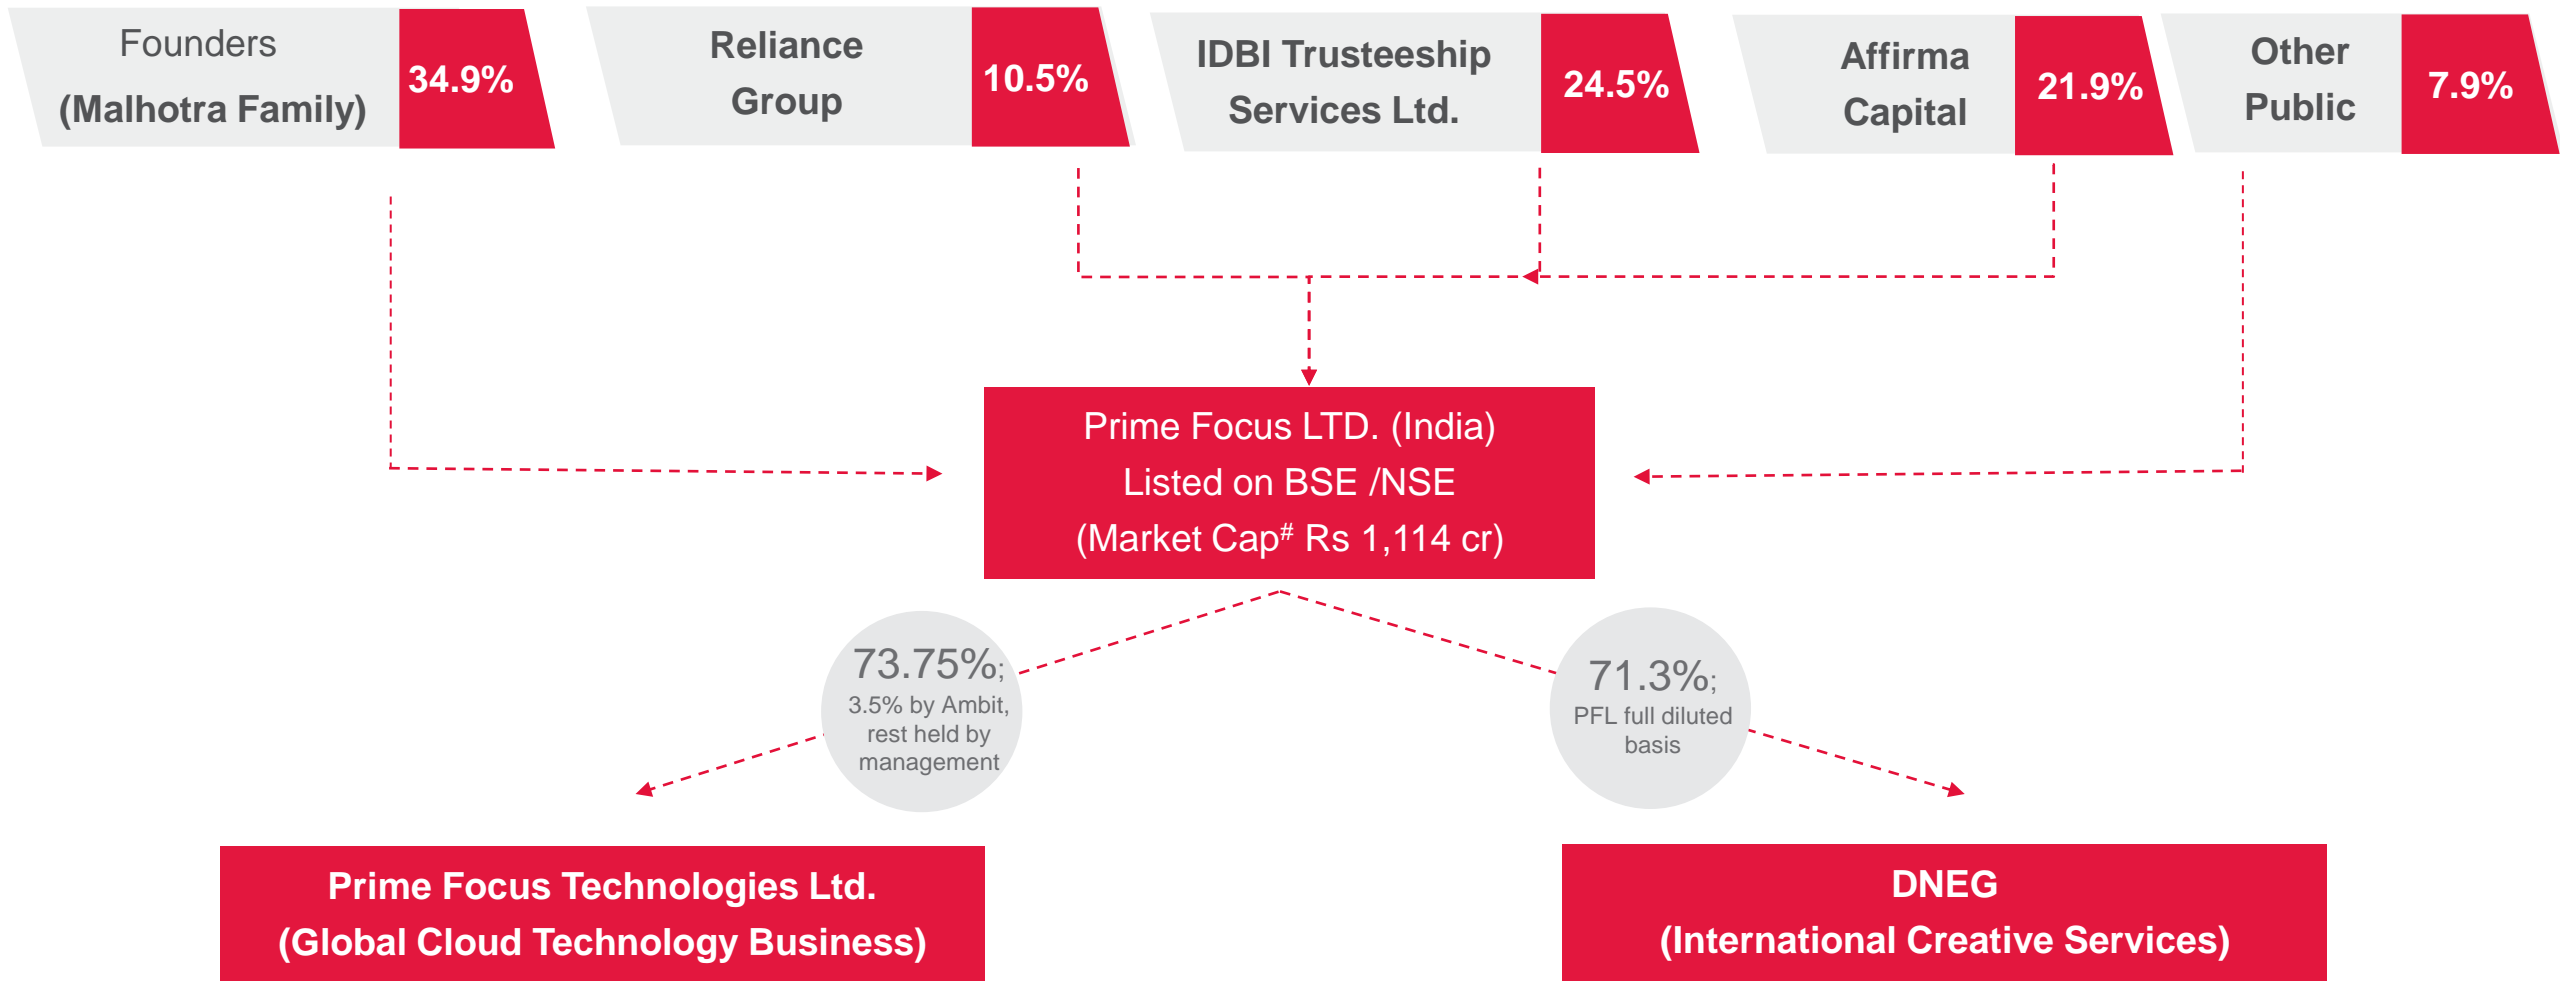 Founders
(Malhotra Family)
34.9%
Reliance
Group
10.5%
IDBI Trusteeship
Services Ltd.
24.5%
Affirma
Capital
21.9%
Other
Public
7.9%
Prime Focus LTD. (India)
Listed on BSE /NSE
(Market Cap# Rs 1,114 cr)
73.75%;
3.5% by Ambit,
rest held by
management
71.3%;
PFL full diluted
basis
Prime Focus Technologies Ltd.
(Global Cloud Technology Business)
DNEG
(International Creative Services)